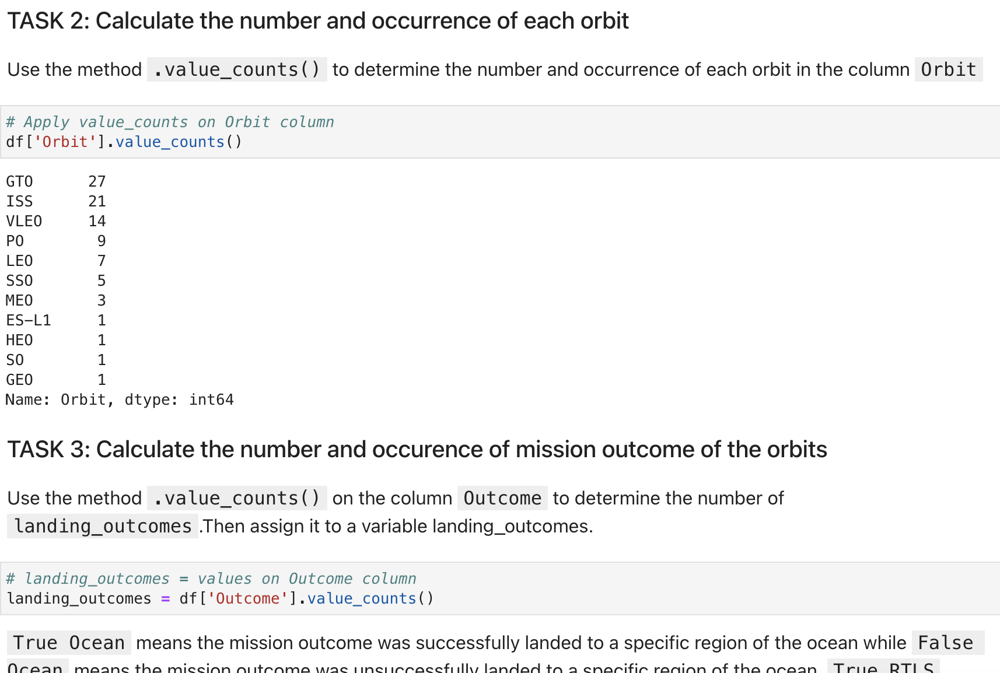 TASK 2: Calculate the number and occurrence of each orbit
Use the method .value_counts() to determine the number and occurrence of each orbit in the column Orbit
# Apply value_counts on Orbit column
df['Orbit'].value_counts()
GTO      27
ISS      21
VLEO     14
PO        9
LEO       7
SSO       5
MEO       3
ES-L1     1
HEO       1
SO        1
GEO       1
Name: Orbit, dtype: int64
TASK 3: Calculate the number and occurence of mission outcome of the orbits
Use the method .value_counts() on the column Outcome to determine the number of
landing_outcomes .Then assign it to a variable landing_outcomes.
# landing_outcomes = values on Outcome column
landing_outcomes = df['Outcome'].value_counts()
True Ocean means the mission outcome was successfully landed to a specific region of the ocean while False
Ocean means the mission outcome was unsuccessfully landed to a specific region of the ocean. True RTLS